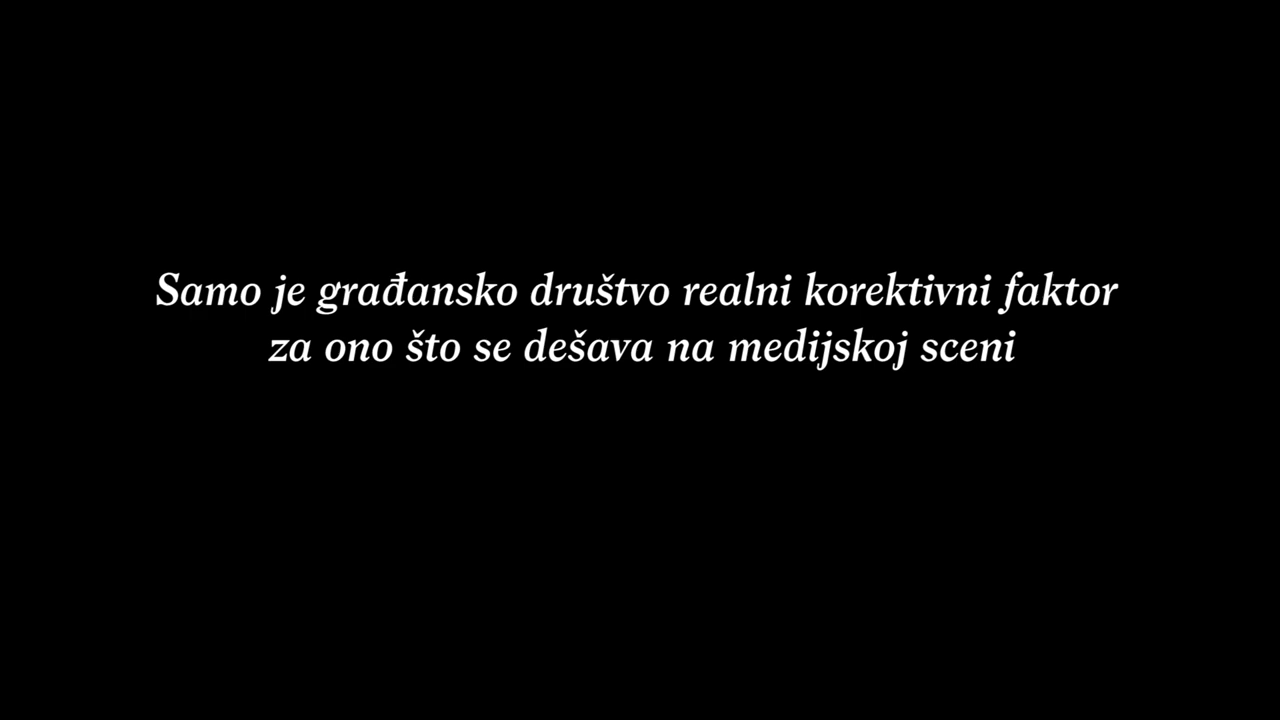 Samo je građansko društvo realni korektivni faktor
za ono što se dešava na medijskoj sceni